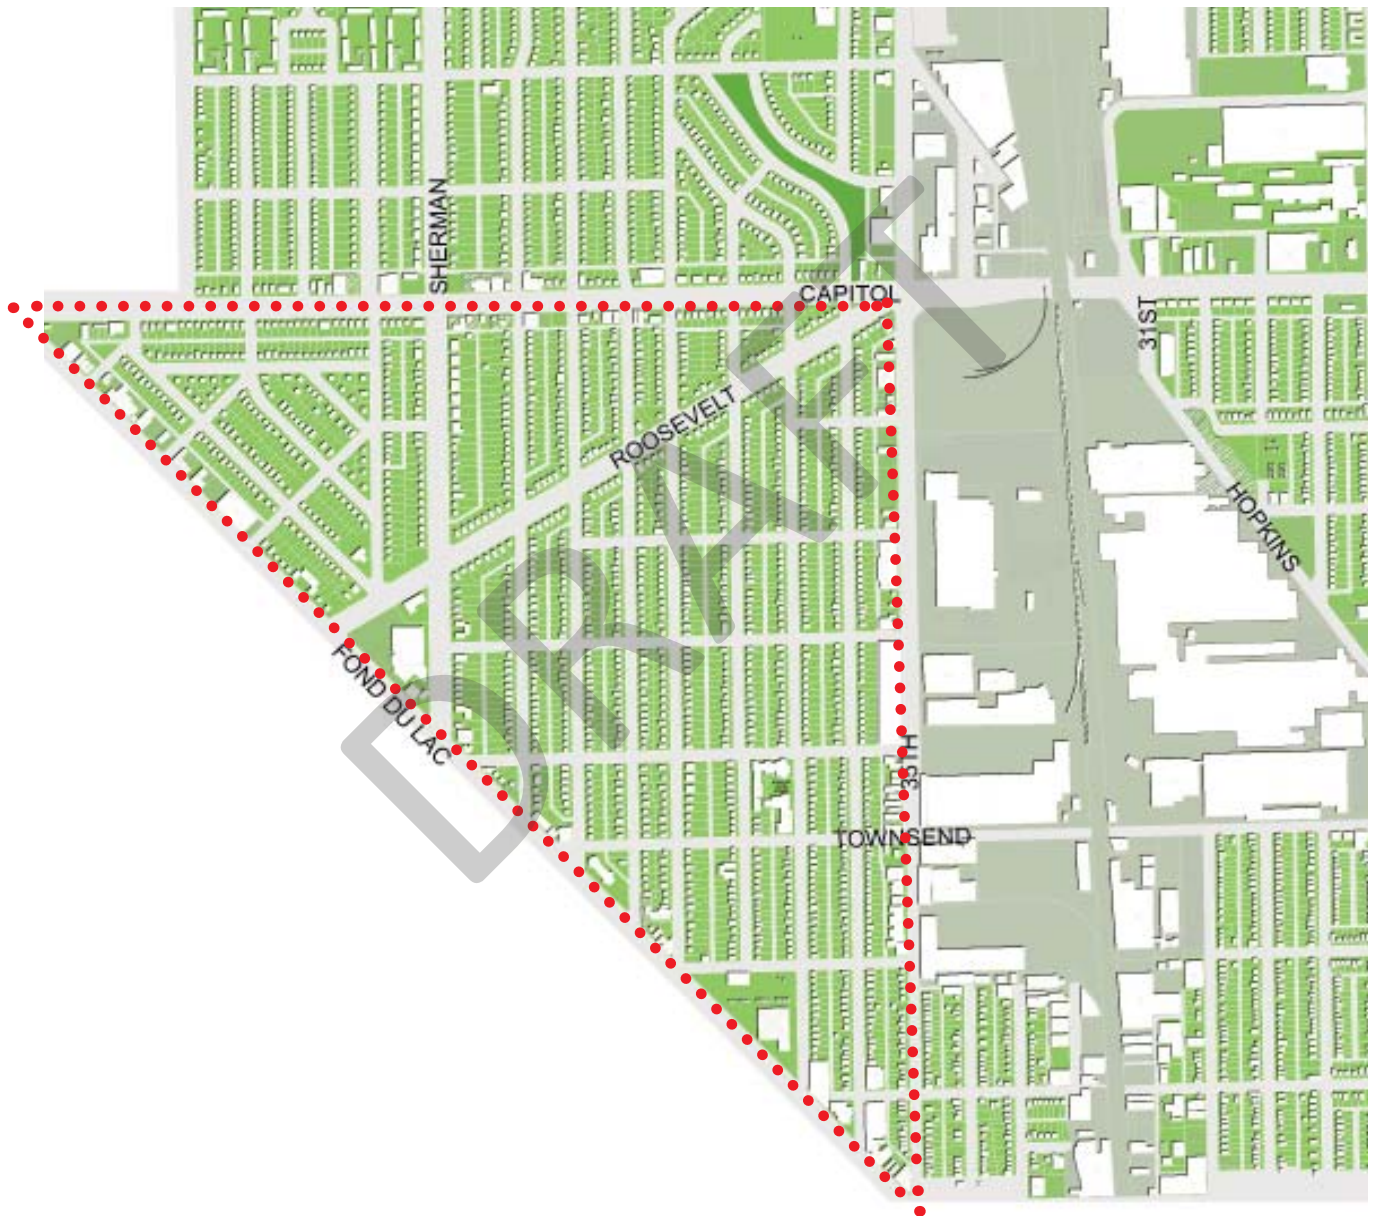 SHERMAN
CAPITOL
31ST
ROOSEVELT
HOPKINS
FOND DU LAC
35TH
TOWNSEND
DRAFT